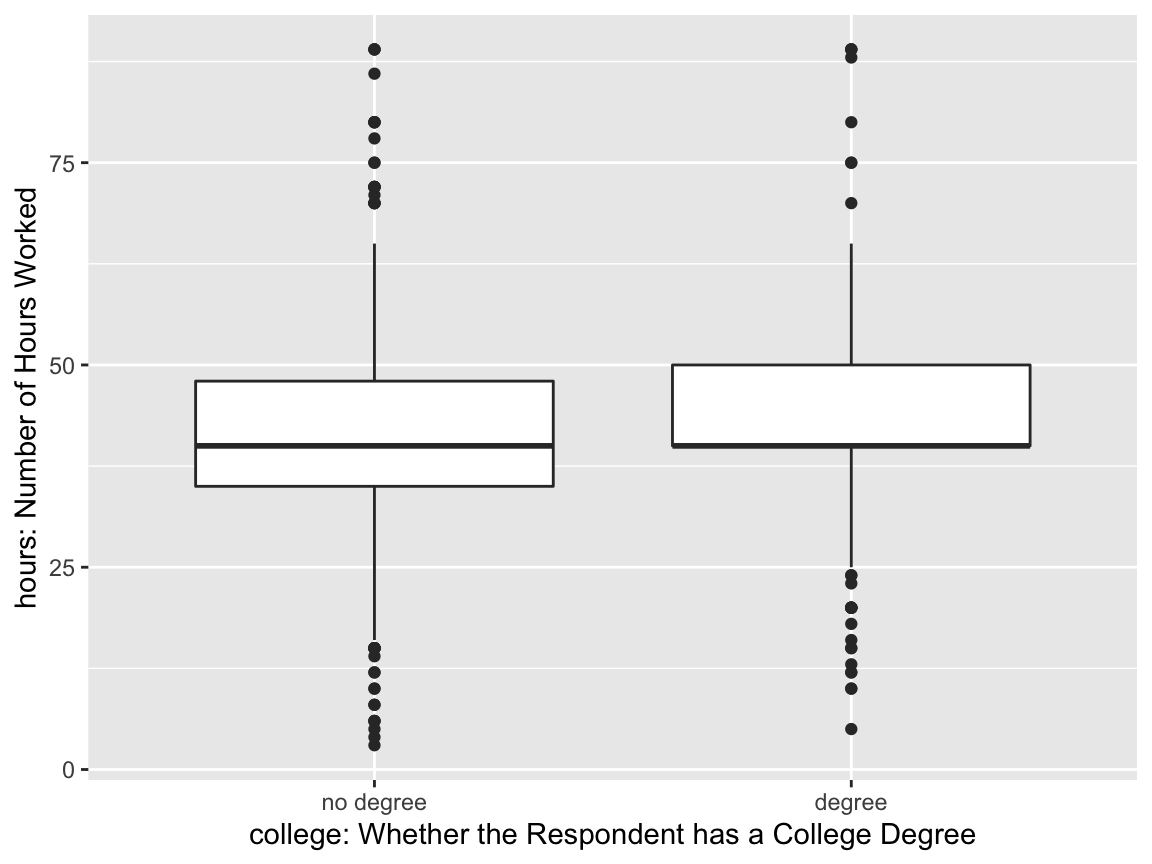 hours: Number of Hours Worked
75
50
25
0
no degree
degree
college: Whether the Respondent has a College Degree